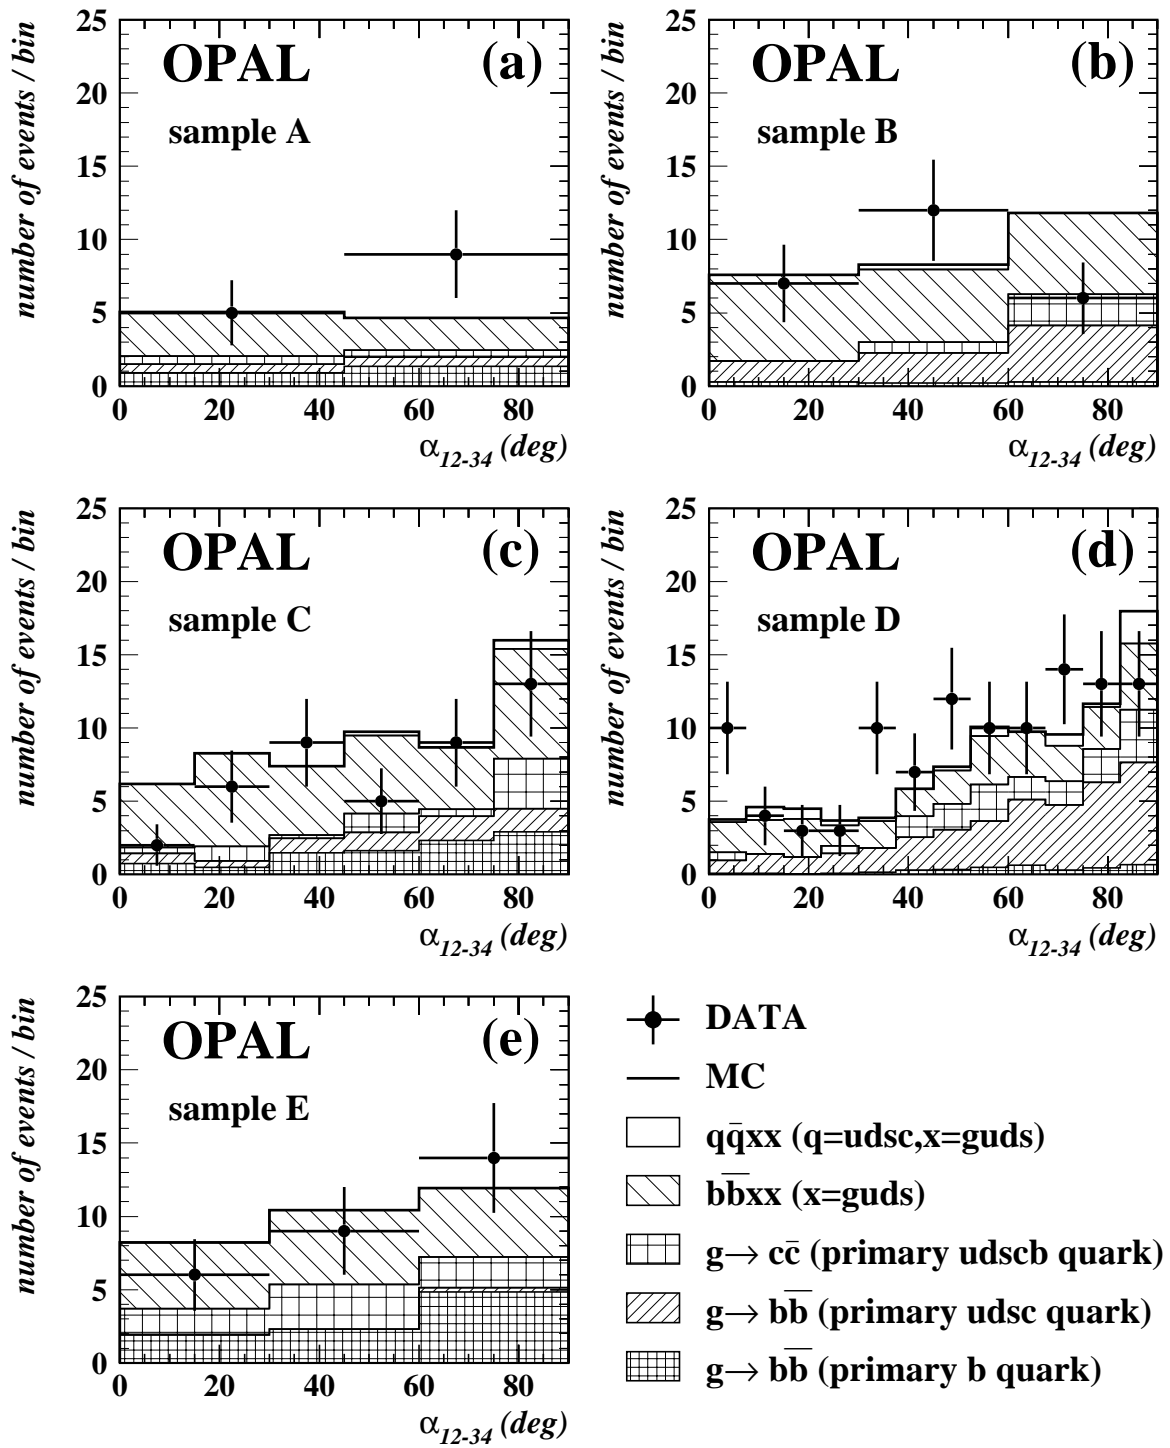 OPAL (a)
sample A
number of events / bin
25
20
15
10
5
0
0 20 40 60 80
α12-34 (deg)
OPAL (b)
sample B
number of events / bin
25
20
15
10
5
0
0 20 40 60 80
α12-34 (deg)
OPAL (c)
sample C
number of events / bin
25
20
15
10
5
0
0 20 40 60 80
α12-34 (deg)
OPAL (d)
sample D
number of events / bin
25
20
15
10
5
0
0 20 40 60 80
α12-34 (deg)
OPAL (e)
sample E
number of events / bin
25
20
15
10
5
0
0 20 40 60 80
α12-34 (deg)
DATA
MC
qq̄xx (q=udsc,x=guds)
bb̄xx (x=guds)
g→ cc̄ (primary udscb quark)
g→ bb̄ (primary udsc quark)
g→ bb̄ (primary b quark)